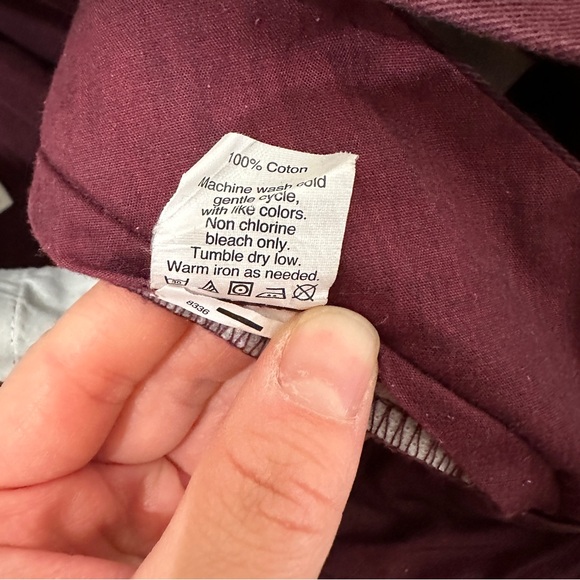 100% Coton
Machine wash cold
gentle cycle,
with like colors.
Non chlorine
bleach only.
Tumble dry low.
Warm iron as needed.
8336